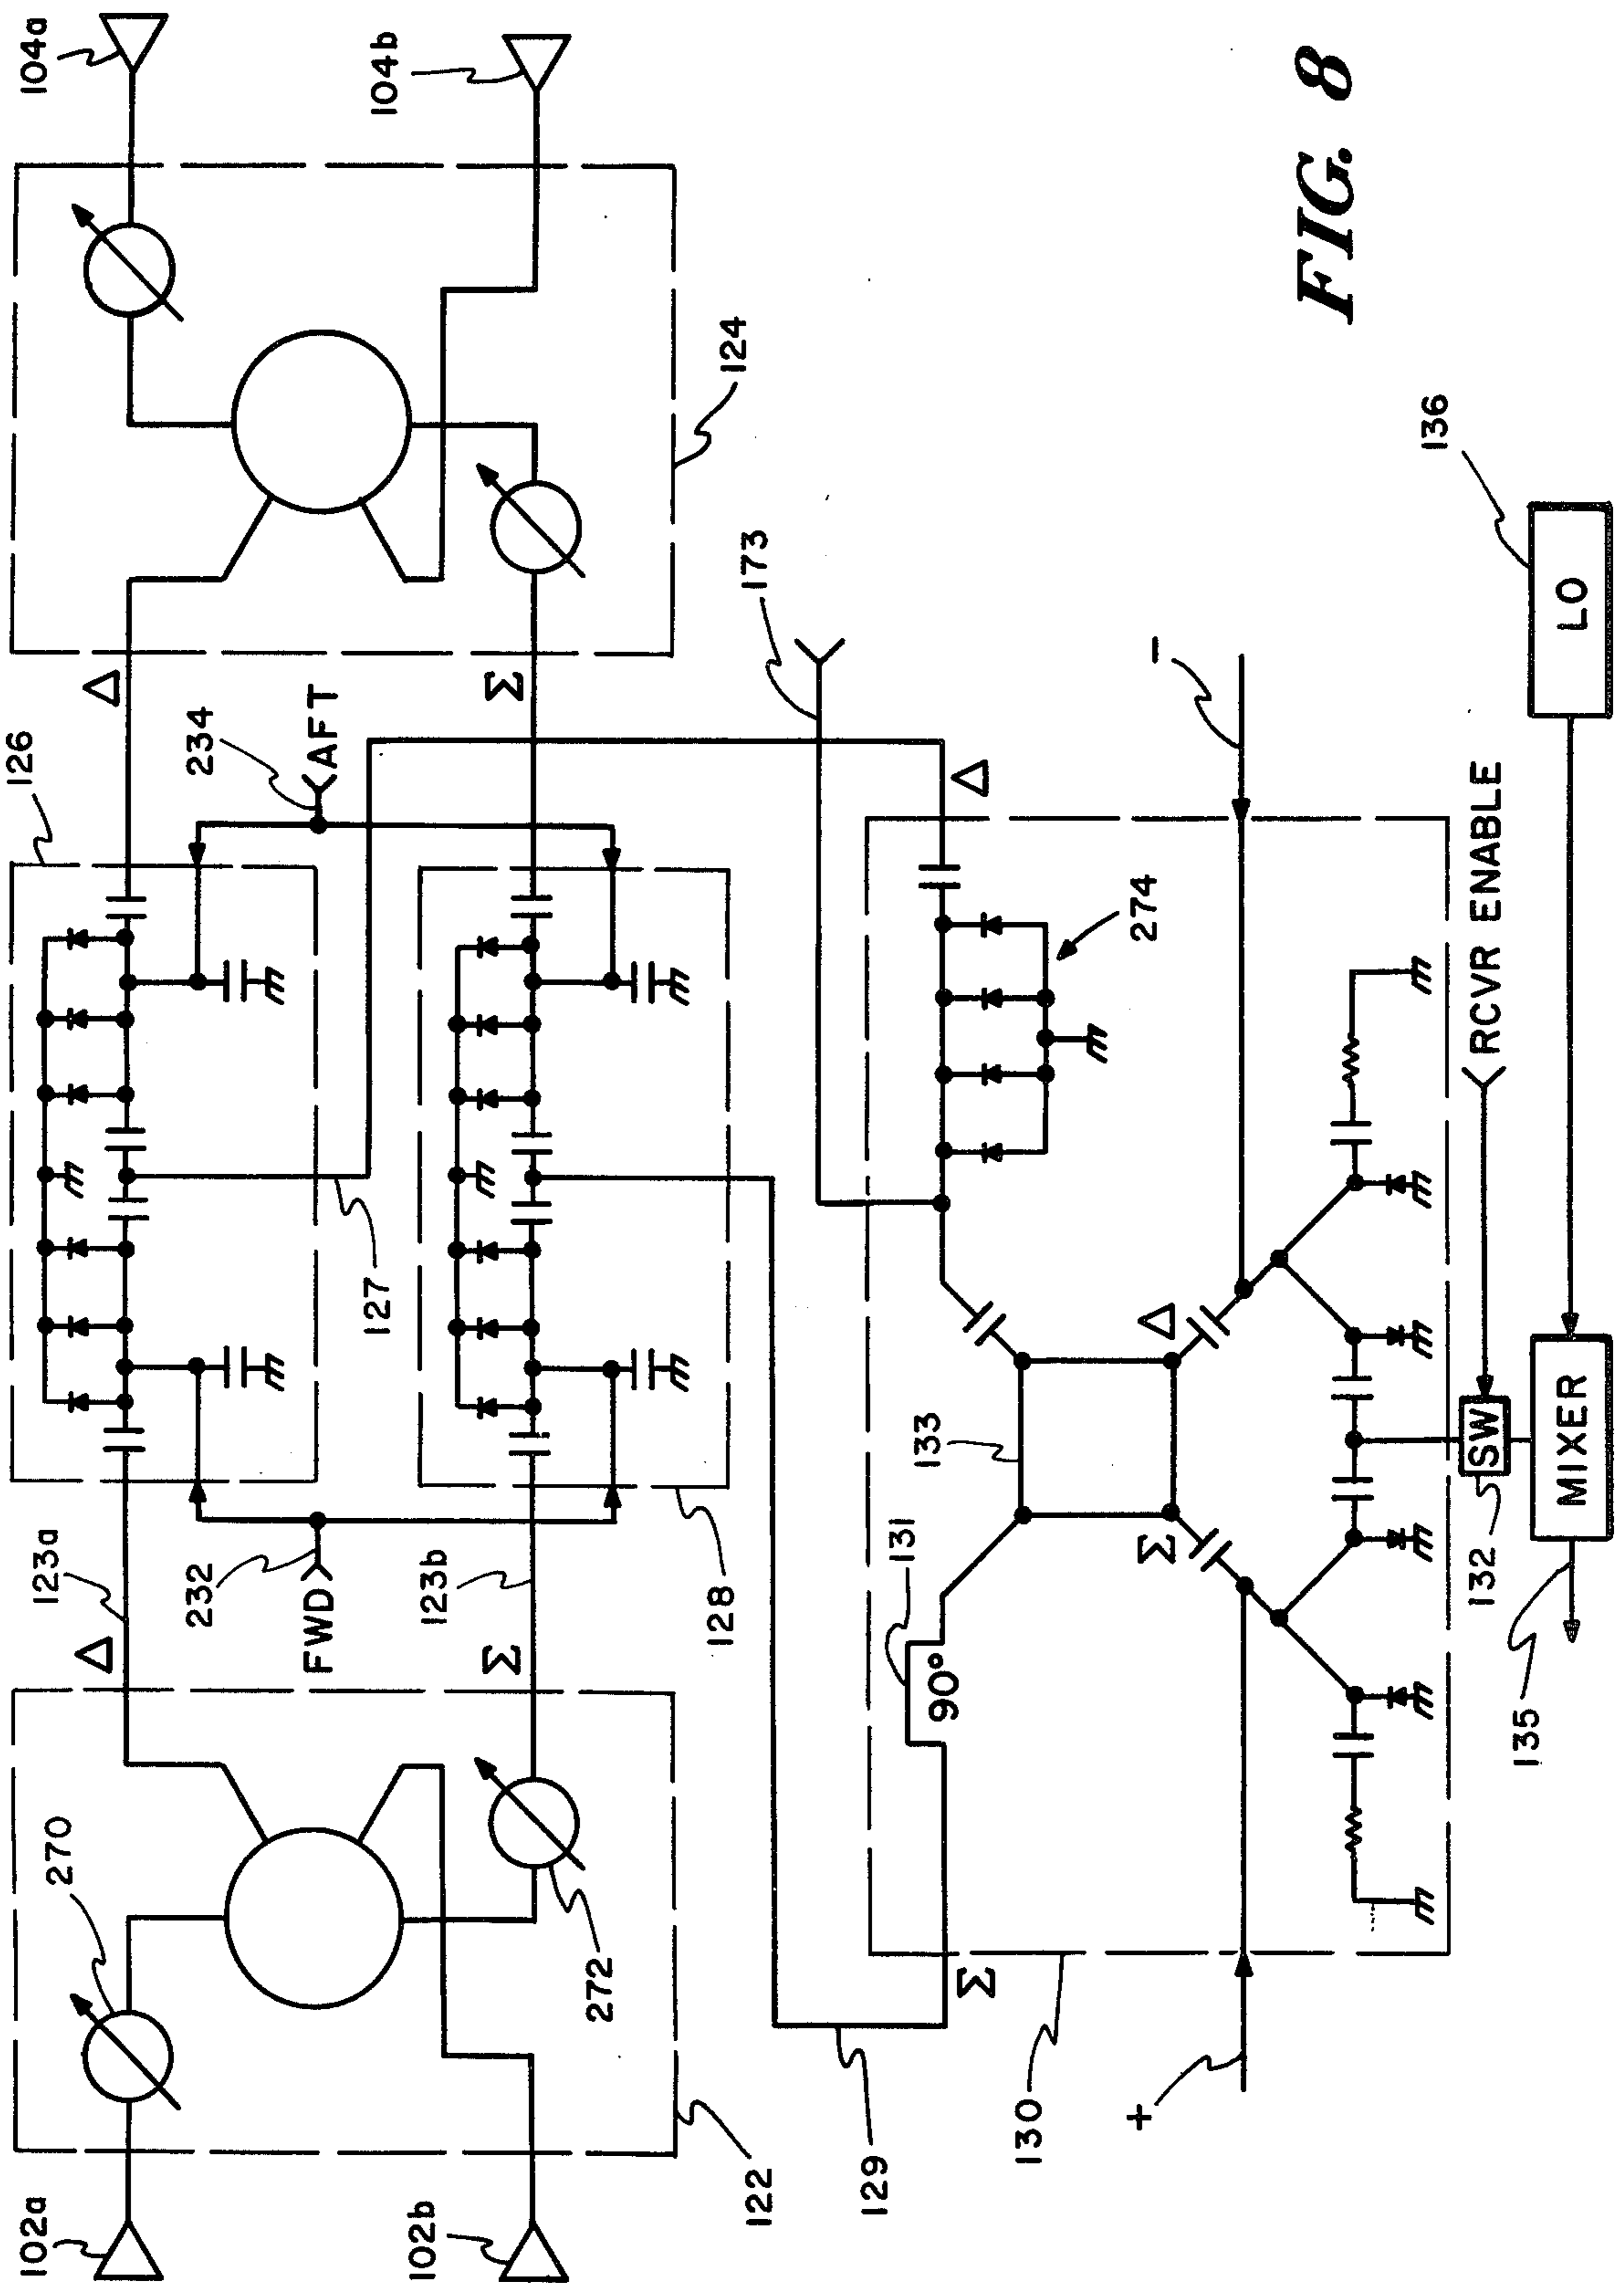 102a
102b
270
272
122
Δ
123a
Σ
123b
232
FWD
126
127
128
234
AFT
Δ
Σ
124
104a
104b
129
Σ
130
131
90°
133
173
Δ
274
Σ
Δ
+
-
132
SW
RCVR ENABLE
135
MIXER
LO
136
FIG. 8